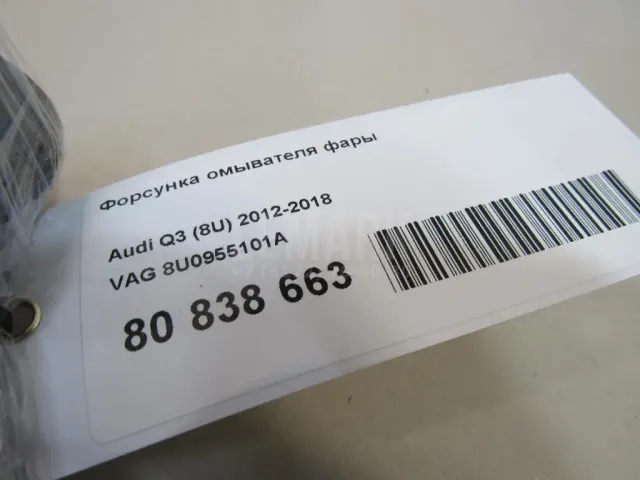 Форсунка омывателя фары
Audi Q3 (8U) 2012-2018
VAG 8U0955101A
80 838 663